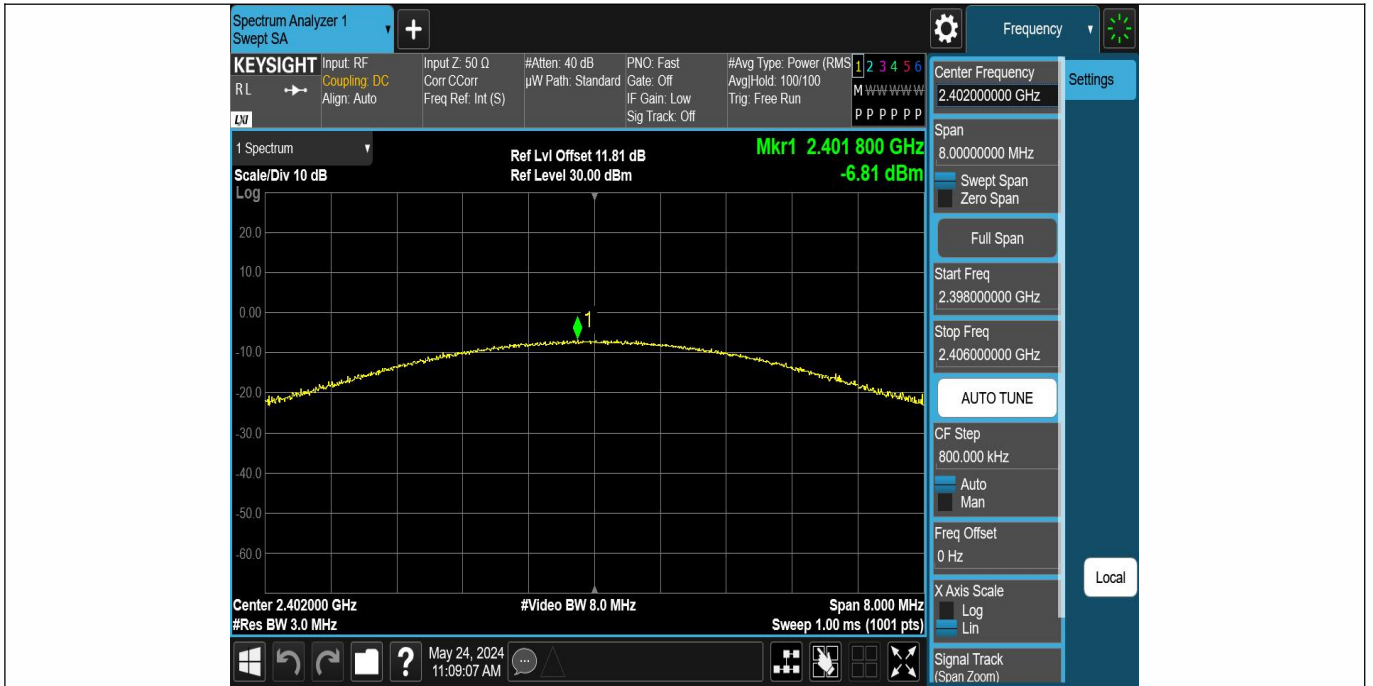 Spectrum Analyzer 1
Swept SA
Frequency
KEYSIGHT
R L
LXI
Input: RF
Coupling: DC
Align: Auto
Input Z: 50 Ω
Corr CCorr
Freq Ref: Int (S)
#Atten: 40 dB
µW Path: Standard
PNO: Fast
Gate: Off
IF Gain: Low
Sig Track: Off
#Avg Type: Power (RMS
Avg|Hold: 100/100
Trig: Free Run
1 2 3 4 5 6
M W W W W W
P P P P P P
1 Spectrum
Scale/Div 10 dB
Log
Ref Lvl Offset 11.81 dB
Ref Level 30.00 dBm
Mkr1 2.401 800 GHz
-6.81 dBm
20.0
10.0
0.00
-10.0
-20.0
-30.0
-40.0
-50.0
-60.0
1
Center 2.402000 GHz
#Res BW 3.0 MHz
#Video BW 8.0 MHz
Span 8.000 MHz
Sweep 1.00 ms (1001 pts)
Center Frequency
2.402000000 GHz
Settings
Span
8.00000000 MHz
Swept Span
Zero Span
Full Span
Start Freq
2.398000000 GHz
Stop Freq
2.406000000 GHz
AUTO TUNE
CF Step
800.000 kHz
Auto
Man
Freq Offset
0 Hz
X Axis Scale
Log
Lin
Local
Signal Track
(Span Zoom)
?
May 24, 2024
11:09:07 AM